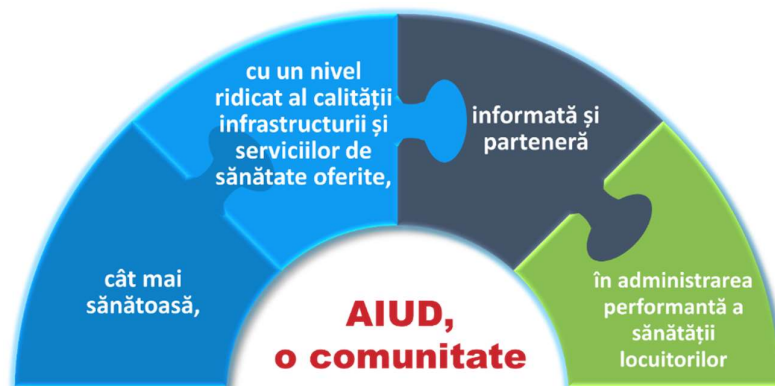 AIUD,
o comunitate
cât mai
sănătoasă,
cu un nivel
ridicat al calității
infrastructurii și
serviciilor de
sănătate oferite,
informată și
parteneră
în administrarea
performantă a
sănătății
locuitorilor